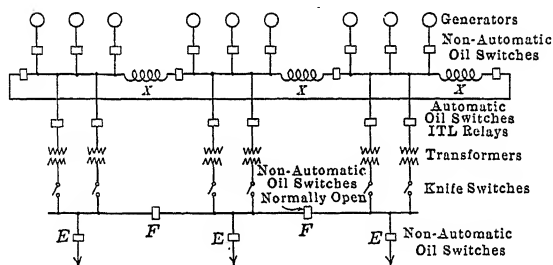 Generators
Non-Automatic
Oil Switches
X
X
X
Automatic
Oil Switches
ITL Relays
Transformers
Non-Automatic
Oil Switches
Normally Open
Knife Switches
F
F
E
E
E
Non-Automatic
Oil Switches